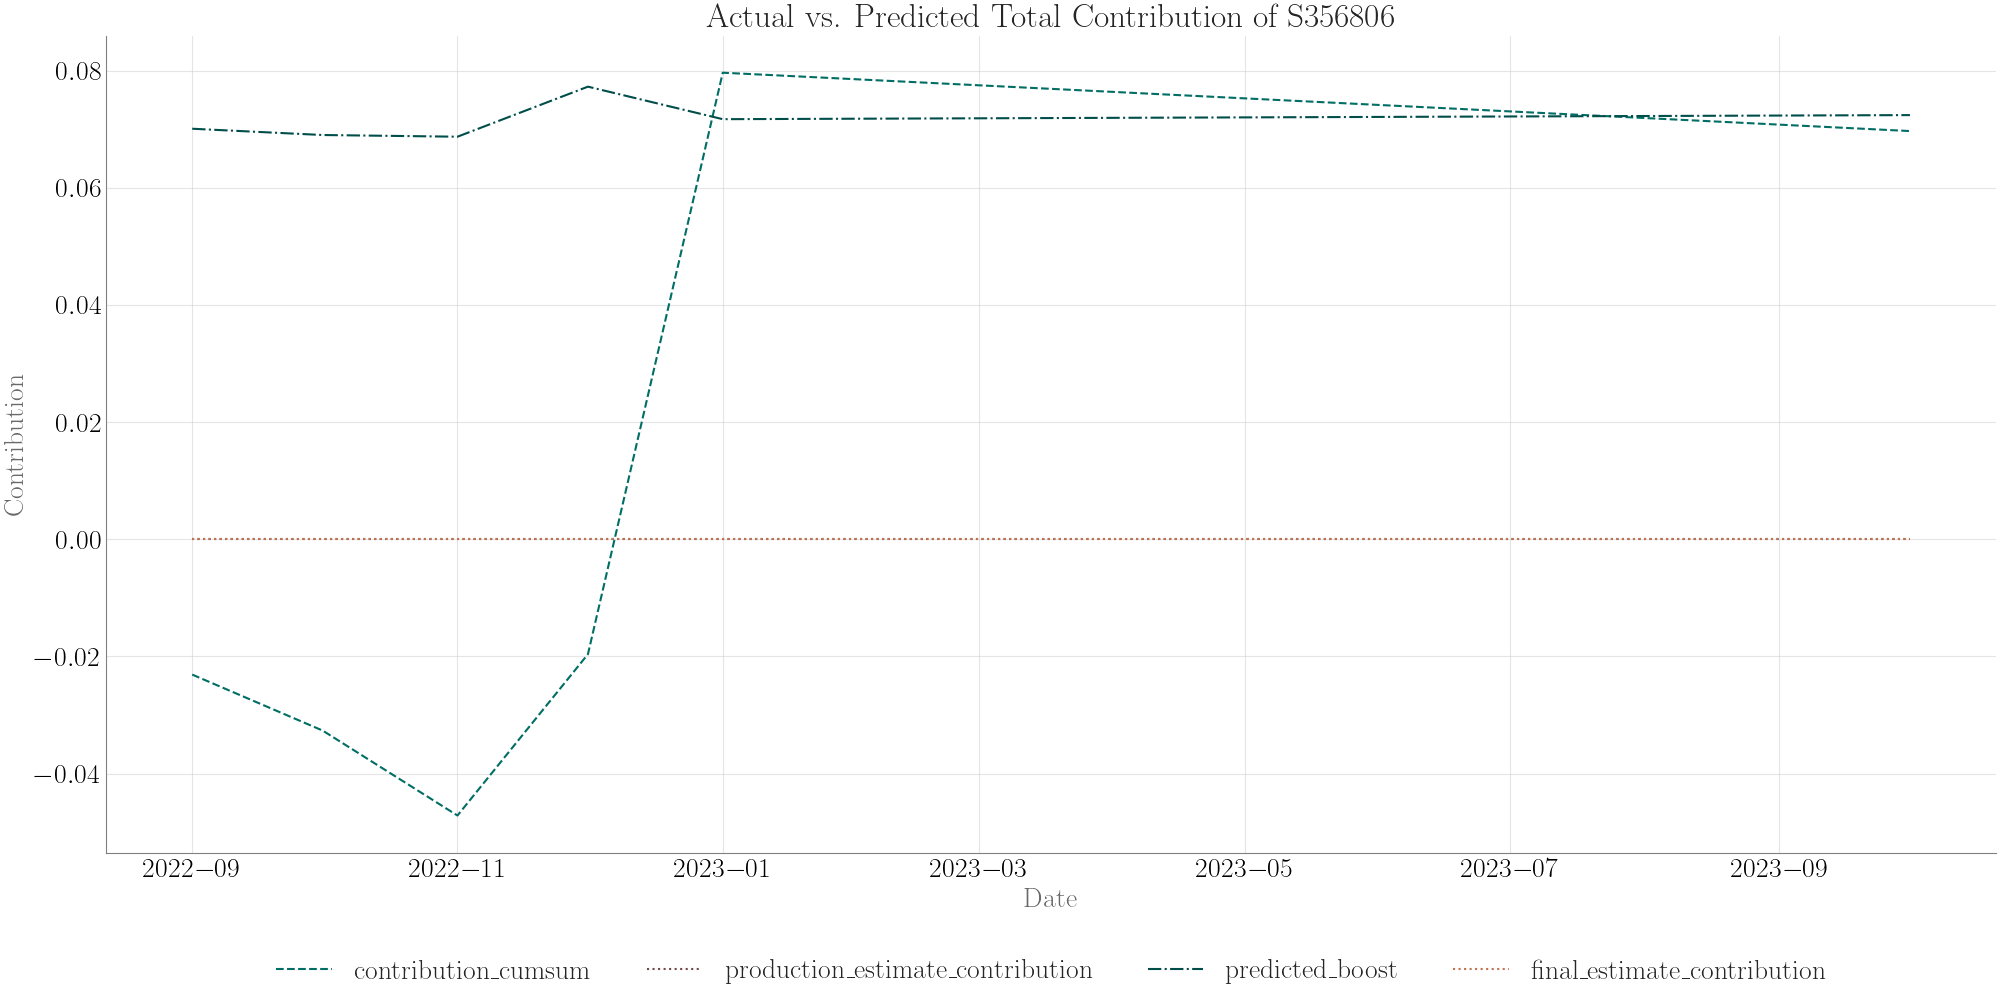 Actual vs. Predicted Total Contribution of S356806
0.08
0.06
0.04
0.02
0.00
−0.02
−0.04
Contribution
2022−09 2022−11 2023−01 2023−03 2023−05 2023−07 2023−09
Date
contribution_cumsum production_estimate_contribution predicted_boost final_estimate_contribution